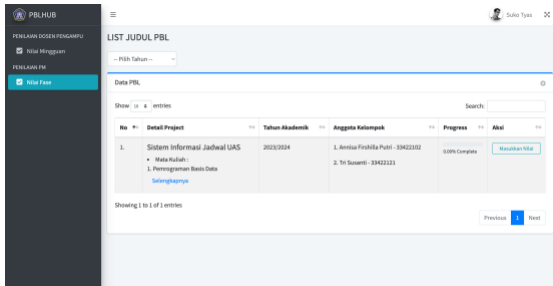 PBLHUB
Suko Tyas
PENILAIAN DOSEN PENGAMPU
Nilai Mingguan
PENILAIAN PM
Nilai Fase
LIST JUDUL PBL
-- Pilih Tahun --
Data PBL
Show 10 entries
Search:
No Detail Project Tahun Akademik Anggota Kelompok Progress Aksi
1. Sistem Informasi Jadwal UAS 2023/2024 1. Annisa Firshilla Putri - 33422102 0.00% Complete Masukkan Nilai
• Mata Kuliah :
2. Tri Susanti - 33422121
1. Pemrograman Basis Data
Selengkapnya
Showing 1 to 1 of 1 entries
Previous 1 Next